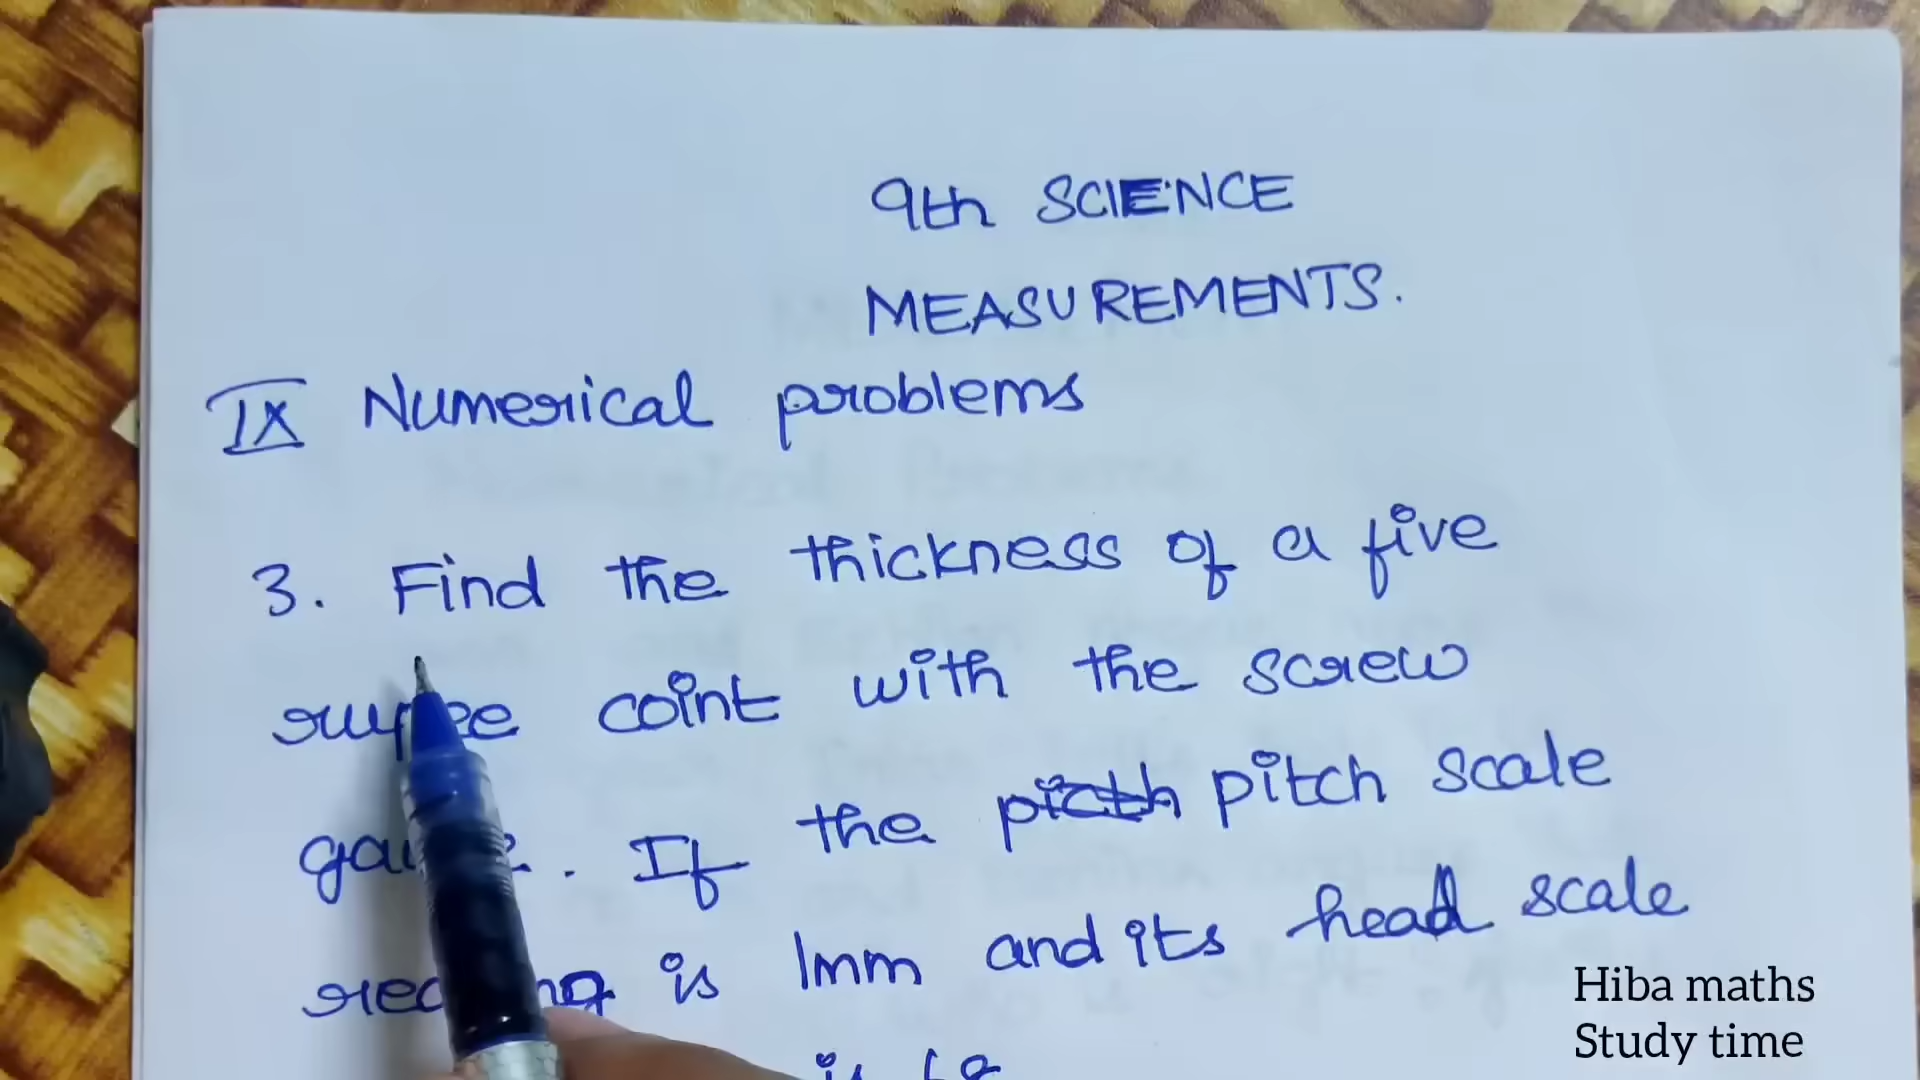 9th SCIENCE
MEASUREMENTS.
IX Numerical problems
3. Find the thickness of a five
coint with the screw
. If the pitch scale
is 1mm and its head scale
is
Hiba maths
Study time